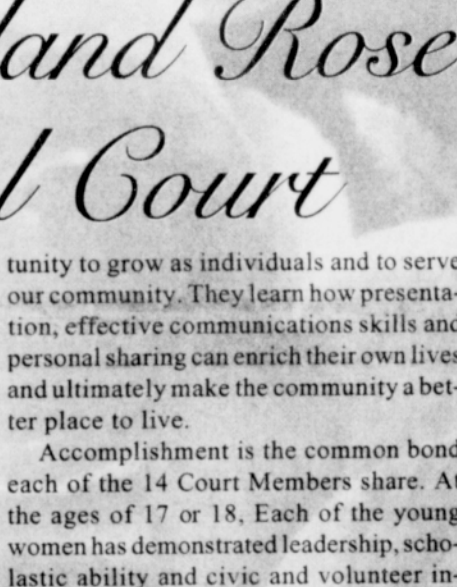 land Rose
l Court
tunity to grow as individuals and to serve
our community. They learn how presenta-
tion, effective communications skills and
personal sharing can enrich their own lives
and ultimately make the community a bet-
ter place to live.
Accomplishment is the common bond
each of the 14 Court Members share. At
the ages of 17 or 18, Each of the young
women has demonstrated leadership, scho-
lastic ability and civic and volunteer in-